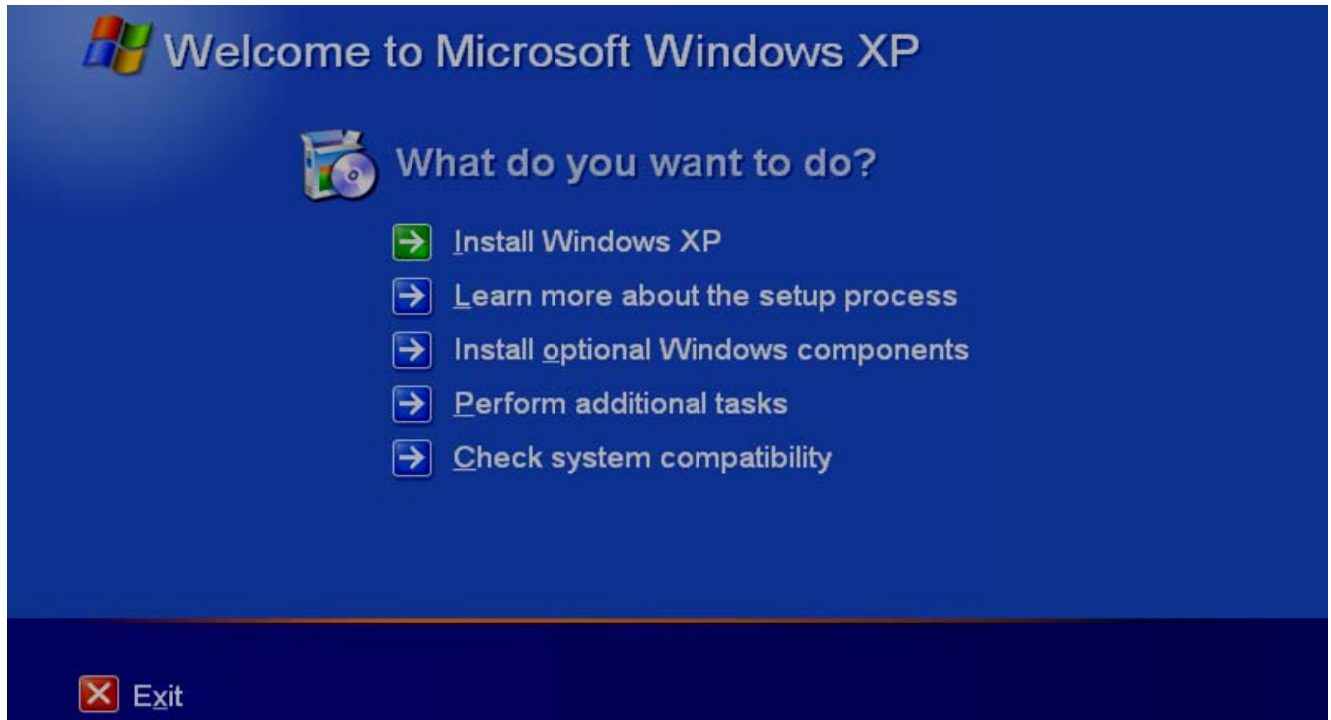 Welcome to Microsoft Windows XP
What do you want to do?
Install Windows XP
Learn more about the setup process
Install optional Windows components
Perform additional tasks
Check system compatibility
Exit